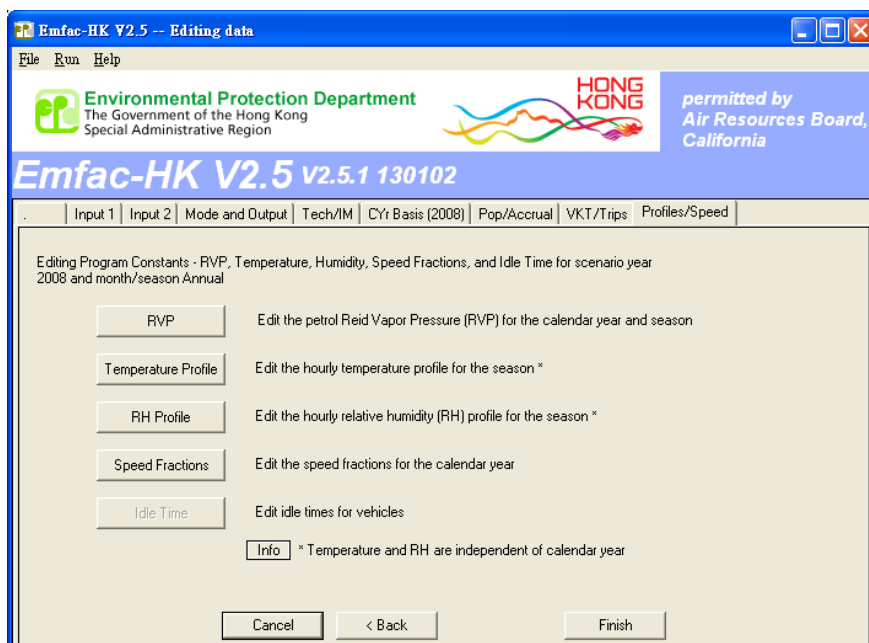 Emfac-HK V2.5 -- Editing data
File Run Help
Environmental Protection Department
The Government of the Hong Kong
Special Administrative Region
HONG
KONG
permitted by
Air Resources Board,
California
Emfac-HK V2.5 V2.5.1 130102
. Input 1 Input 2 Mode and Output Tech/IM CYr Basis (2008) Pop/Accrual VKT/Trips Profiles/Speed
Editing Program Constants - RVP, Temperature, Humidity, Speed Fractions, and Idle Time for scenario year
2008 and month/season Annual
RVP Edit the petrol Reid Vapor Pressure (RVP) for the calendar year and season
Temperature Profile Edit the hourly temperature profile for the season *
RH Profile Edit the hourly relative humidity (RH) profile for the season *
Speed Fractions Edit the speed fractions for the calendar year
Idle Time Edit idle times for vehicles
Info * Temperature and RH are independent of calendar year
Cancel < Back Finish